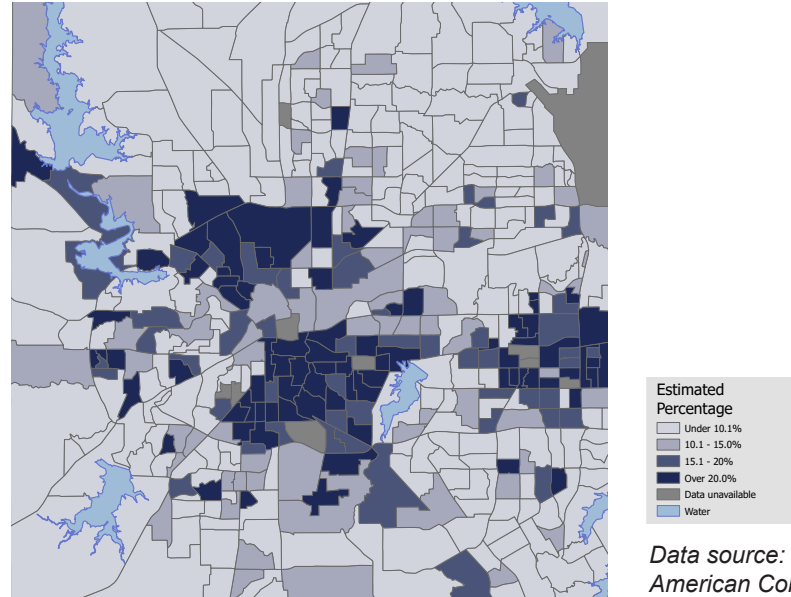 Estimated
Percentage
Under 10.1%
10.1 - 15.0%
15.1 - 20%
Over 20.0%
Data unavailable
Water
Data source:
American